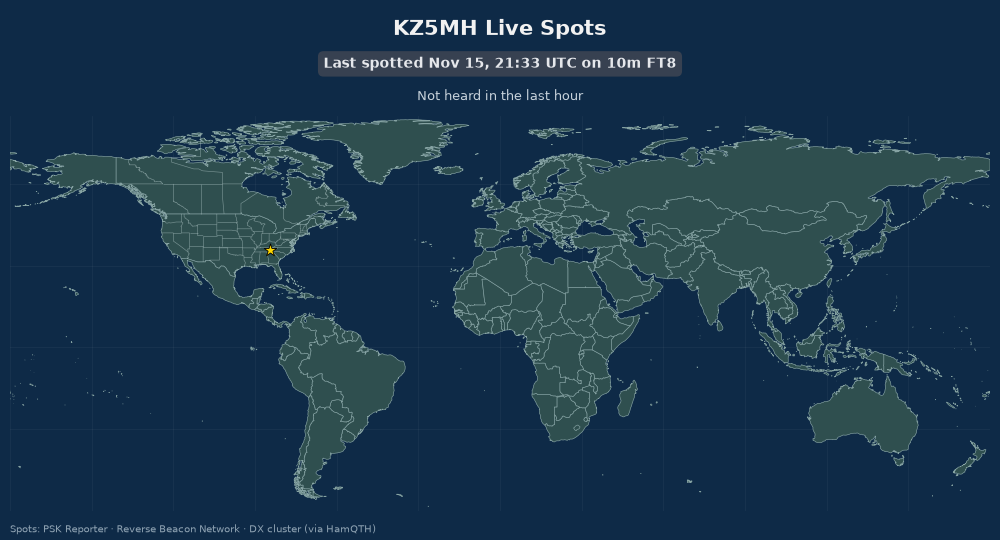 KZ5MH Live Spots
Last spotted Nov 15, 21:33 UTC on 10m FT8
Not heard in the last hour
Spots: PSK Reporter · Reverse Beacon Network · DX cluster (via HamQTH)